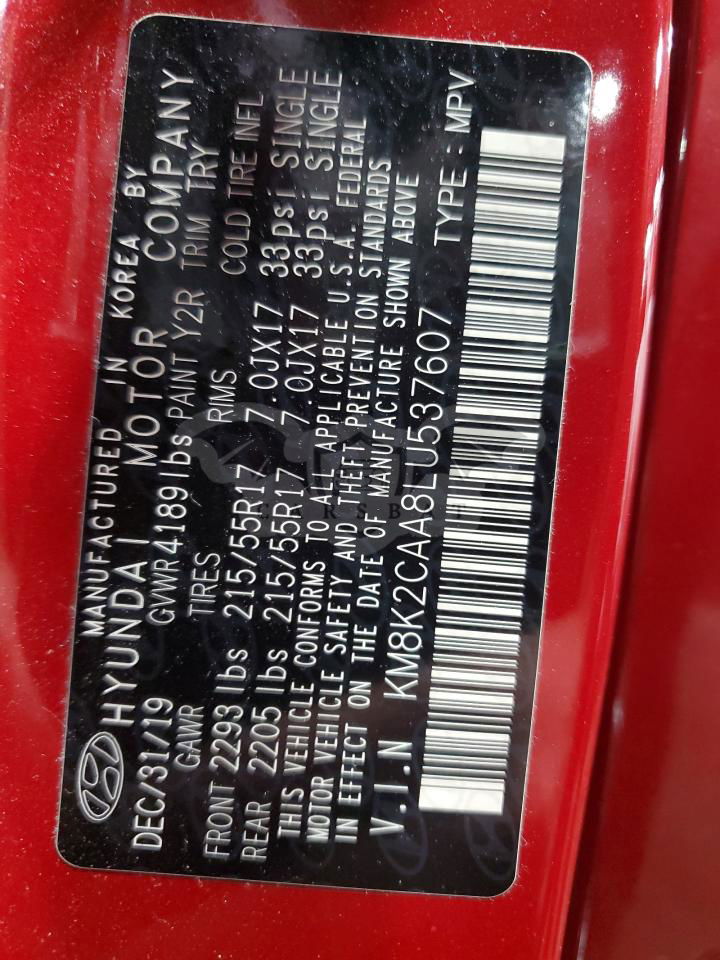 MANUFACTURED IN KOREA BY
HYUNDAI MOTOR COMPANY
DEC/31/19 GVWR 4189 lbs PAINT Y2R TRIM TRY
GAWR TIRES RIMS COLD TIRE INFL
FRONT 2293 lbs 215/55R17 7.0JX17 33psi SINGLE
REAR 2205 lbs 215/55R17 7.0JX17 33psi SINGLE
THIS VEHICLE CONFORMS TO ALL APPLICABLE U.S.A. FEDERAL
MOTOR VEHICLE SAFETY AND THEFT PREVENTION STANDARDS
IN EFFECT ON THE DATE OF MANUFACTURE SHOWN ABOVE
V.I.N KM8K2CAA8LU537607 TYPE : MPV